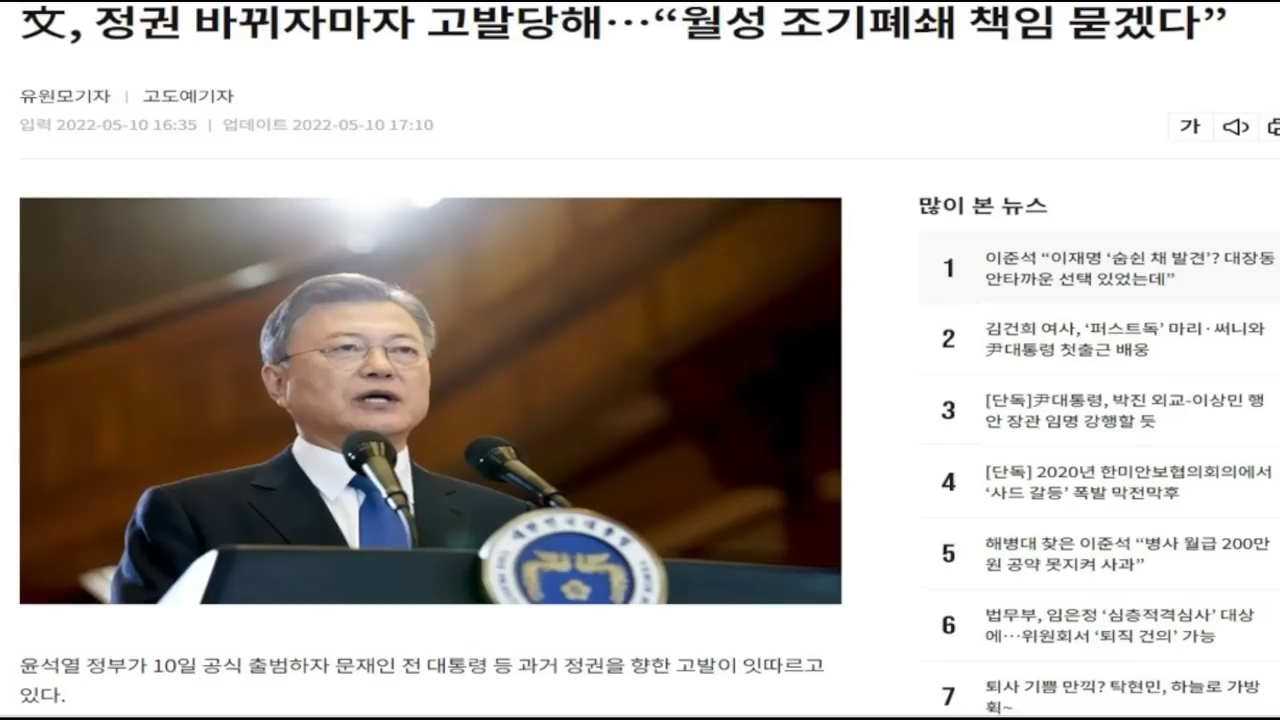 文, 정권 바뀌자마자 고발당해…“월성 조기폐쇄 책임 묻겠다”
유원모기자 | 고도예기자
입력 2022-05-10 16:35 | 업데이트 2022-05-10 17:10
가
많이 본 뉴스
1
이준석 “이재명 ‘숨쉰 채 발견’? 대장동
안타까운 선택 있었는데”
2
김건희 여사, ‘퍼스트독’ 마리·써니와
尹대통령 첫출근 배웅
3
[단독]尹대통령, 박진 외교-이상민 행
안 장관 임명 강행할 듯
4
[단독] 2020년 한미안보협의회의에서
‘사드 갈등’ 폭발 막전막후
5
해병대 찾은 이준석 “병사 월급 200만
원 공약 못지켜 사과”
6
법무부, 임은정 ‘심층적격심사’ 대상
에…위원회서 ‘퇴직 건의’ 가능
7
퇴사 기쁨 만끽? 탁현민, 하늘로 가방
휙~
대한민국대통령
윤석열 정부가 10일 공식 출범하자 문재인 전 대통령 등 과거 정권을 향한 고발이 잇따르고
있다.